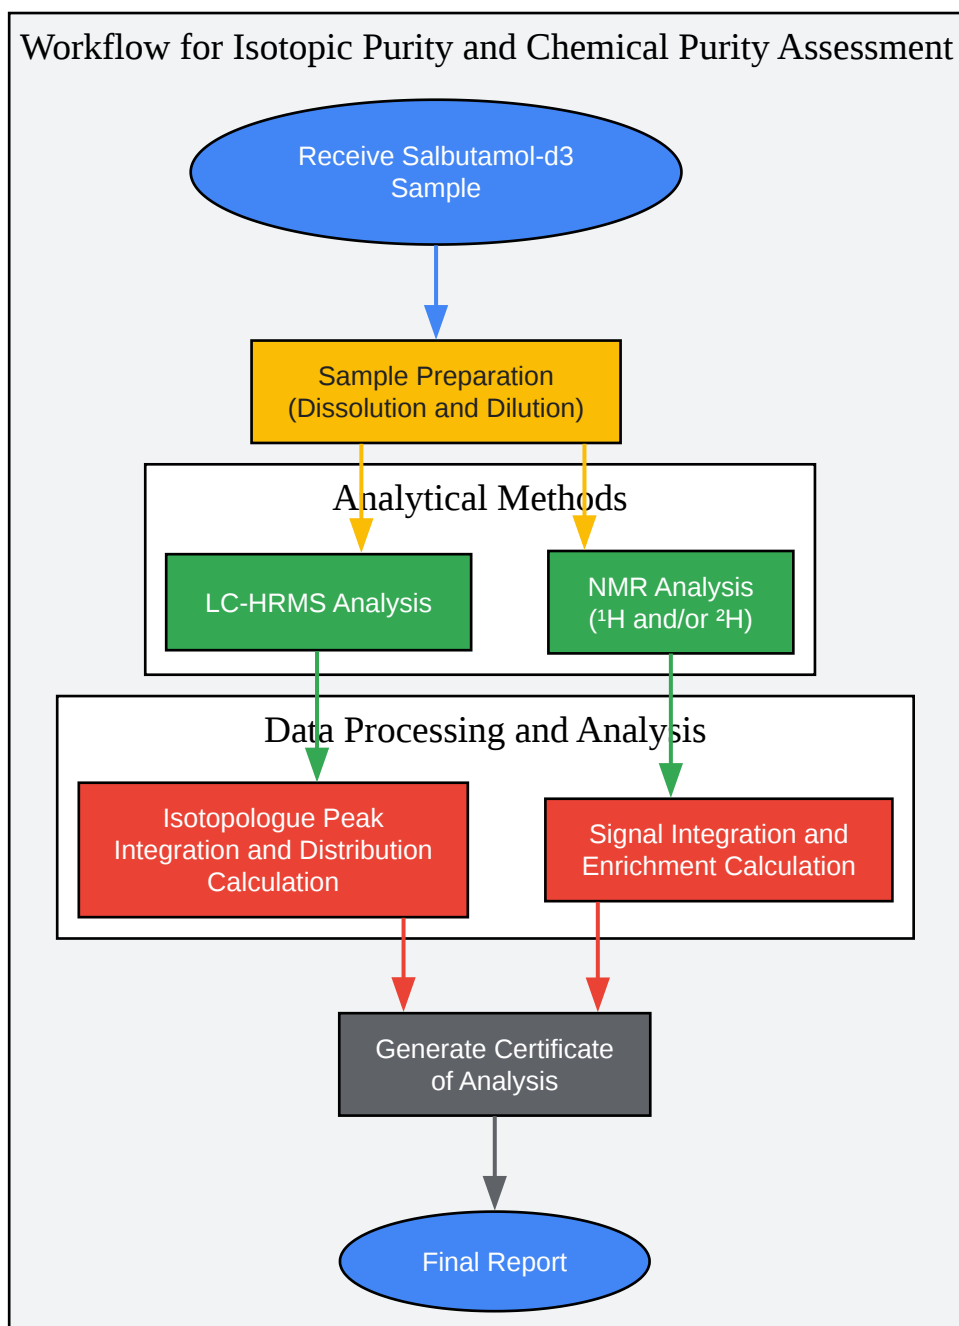 Workflow for Isotopic Purity and Chemical Purity Assessment
Receive Salbutamol-d3
Sample
Sample Preparation
(Dissolution and Dilution)
Analytical Methods
LC-HRMS Analysis
NMR Analysis
(¹H and/or ²H)
Data Processing and Analysis
Isotopologue Peak
Integration and Distribution
Calculation
Signal Integration and
Enrichment Calculation
Generate Certificate
of Analysis
Final Report